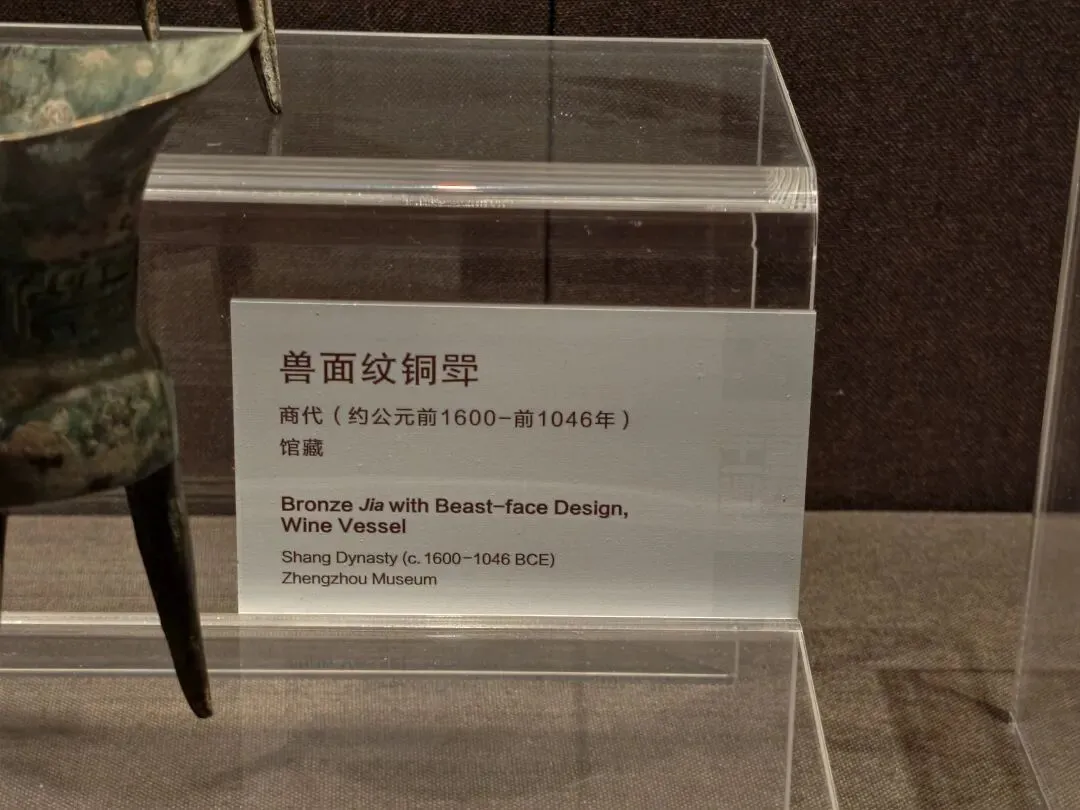 兽面纹铜斝
商代（约公元前1600-前1046年）
馆藏
Bronze Jia with Beast-face Design,
Wine Vessel
Shang Dynasty (c. 1600-1046 BCE)
Zhengzhou Museum